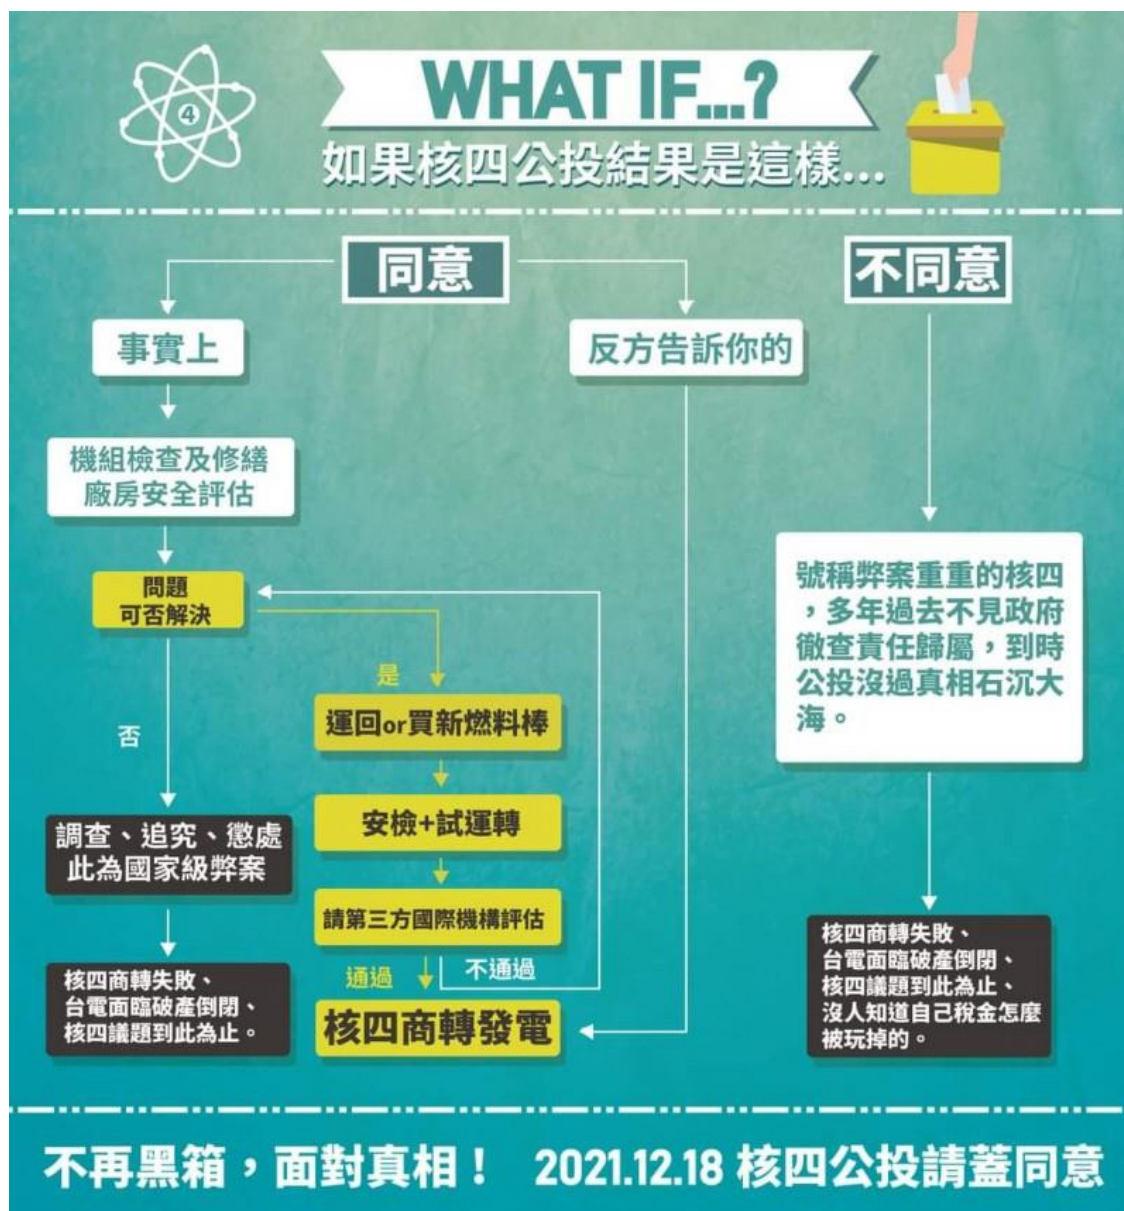 4
WHAT IF...?
如果核四公投結果是這樣...
同意
不同意
事實上
反方告訴你的
機組檢查及修繕
廠房安全評估
問題
可否解決
是
否
運回or買新燃料棒
安檢+試運轉
請第三方國際機構評估
通過
不通過
核四商轉發電
調查、追究、懲處
此為國家級弊案
核四商轉失敗、
台電面臨破產倒閉、
核四議題到此為止。
號稱弊案重重的核四
，多年過去不見政府
徹查責任歸屬，到時
公投沒過真相石沉大
海。
核四商轉失敗、
台電面臨破產倒閉、
核四議題到此為止、
沒人知道自己稅金怎麼
被玩掉的。
不再黑箱，面對真相！ 2021.12.18 核四公投請蓋同意